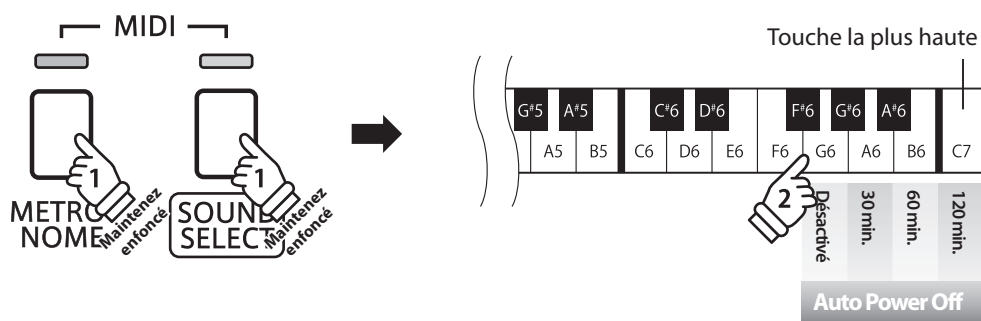 MIDI
1
1
METRO
NOME
Maintenez
enfoncé
SOUND
SELECT
Maintenez
enfoncé
Touche la plus haute
G#5 A#5 C#6 D#6 F#6 G#6 A#6
A5 B5 C6 D6 E6 F6 G6 A6 B6 C7
2
Désactivé
30 min.
60 min.
120 min.
Auto Power Off